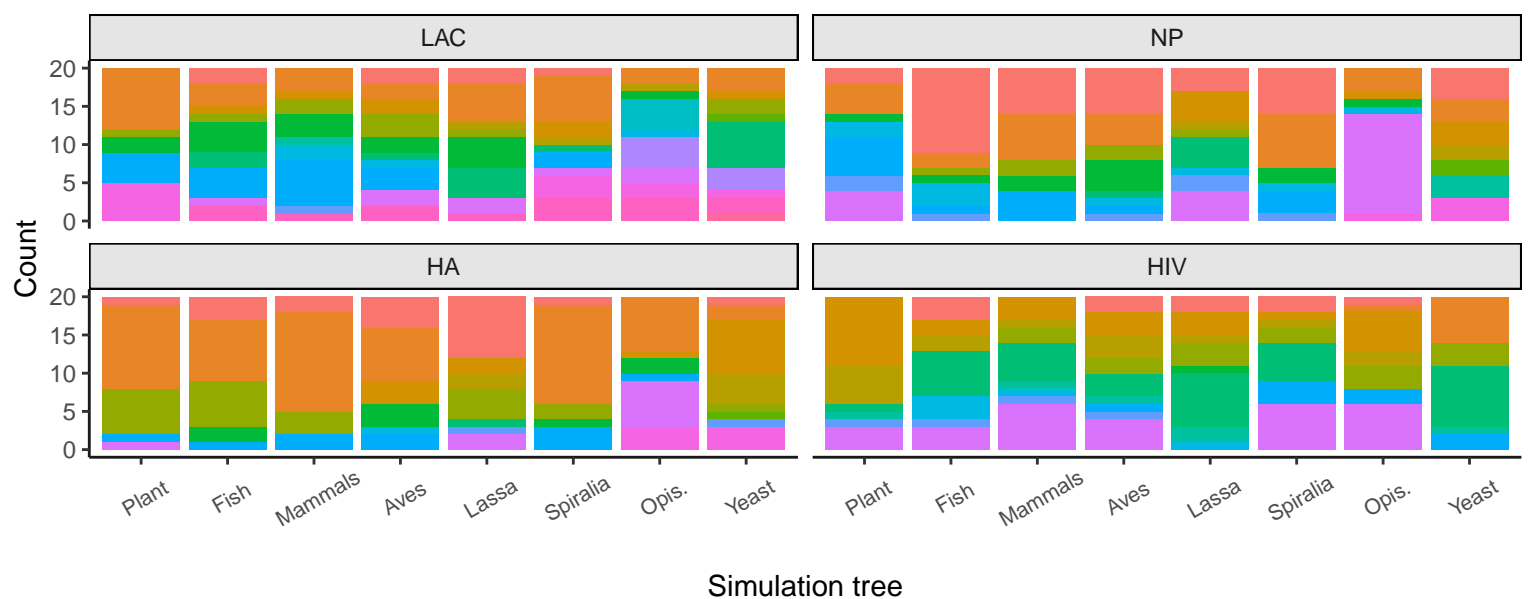 LAC
NP
20
15
10
5
0
HA
HIV
20
15
10
5
0
Count
Plant Fish Mammals Aves Lassa Spiralia Opis. Yeast
Plant Fish Mammals Aves Lassa Spiralia Opis. Yeast
Simulation tree